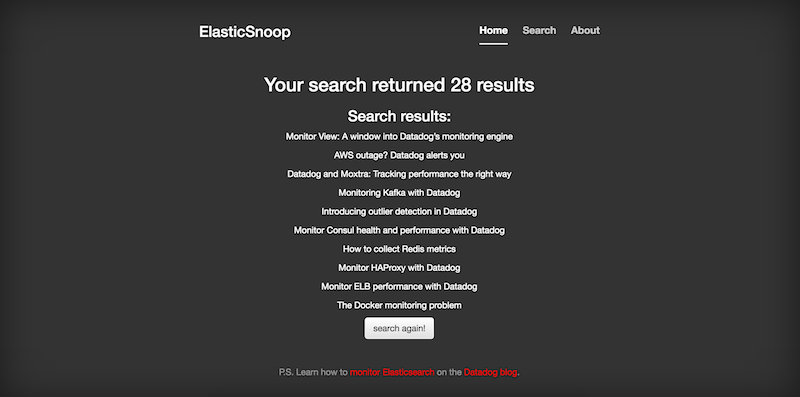 ElasticSnoop
Home Search About
Your search returned 28 results
Search results:
Monitor View: A window into Datadog's monitoring engine
AWS outage? Datadog alerts you
Datadog and Moxtra: Tracking performance the right way
Monitoring Kafka with Datadog
Introducing outlier detection in Datadog
Monitor Consul health and performance with Datadog
How to collect Redis metrics
Monitor HAProxy with Datadog
Monitor ELB performance with Datadog
The Docker monitoring problem
search again!
P.S. Learn how to monitor Elasticsearch on the Datadog blog.